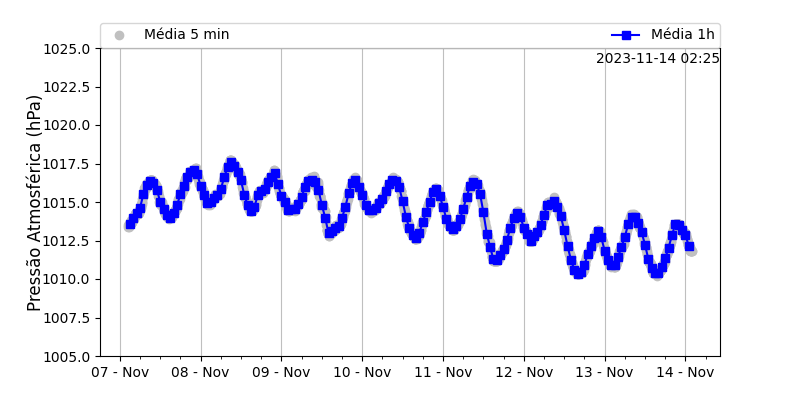 Média 5 min
Média 1h
2023-11-14 02:25
Pressão Atmosférica (hPa)
1025.0
1022.5
1020.0
1017.5
1015.0
1012.5
1010.0
1007.5
1005.0
07 - Nov
08 - Nov
09 - Nov
10 - Nov
11 - Nov
12 - Nov
13 - Nov
14 - Nov